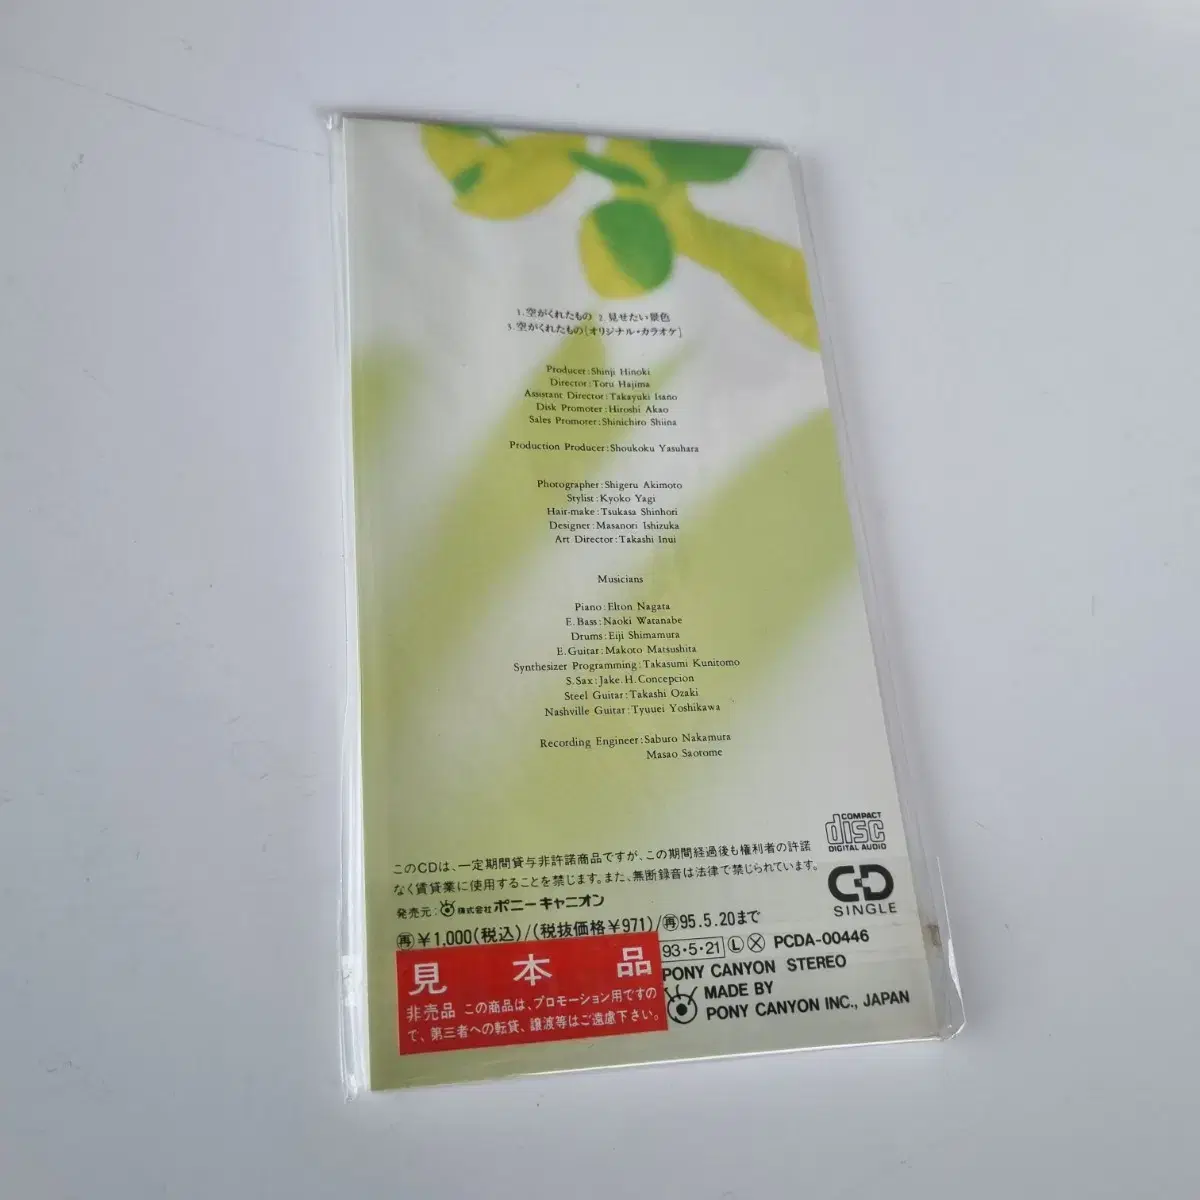 1.空がくれたもの 2.見せたい景色
3.空がくれたもの[オリジナル・カラオケ]
Producer:Shinji Hinoki
Director:Toru Hajima
Assistant Director:Takayuki Isano
Disk Promoter:Hiroshi Akao
Sales Promoter:Shinichiro Shiina
Production Producer:Shoukoku Yasuhara
Photographer:Shigeru Akimoto
Stylist:Kyoko Yagi
Hair-make:Tsukasa Shinhori
Designer:Masanori Ishizuka
Art Director:Takashi Inui
Musicians
Piano:Elton Nagata
E.Bass:Naoki Watanabe
Drums:Eiji Shimamura
E.Guitar:Makoto Matsushita
Synthesizer Programming:Takasumi Kunitomo
S.Sax:Jake.H.Concepcion
Steel Guitar:Takashi Ozaki
Nashville Guitar:Tyuuei Yoshikawa
Recording Engineer:Saburo Nakamura
Masao Saotome
COMPACT
disc
DIGITAL AUDIO
このCDは、一定期間貸与非許諾商品ですが、この期間経過後も権利者の許諾
なく賃貸業に使用することを禁じます。また、無断録音は法律で禁じられています。
CD
SINGLE
発売元:株式会社ポニーキャニオン
再¥1,000(税込)/(税抜価格¥971)/再95.5.20まで
93・5・21 L X PCDA-00446
PONY CANYON STEREO
MADE BY
PONY CANYON INC., JAPAN
見本品
非売品 この商品は、プロモーション用ですの
で、第三者への転貸、譲渡等はご遠慮下さい。